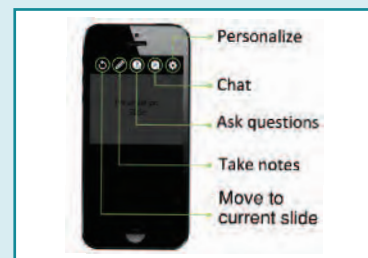 Personalize
Chat
Ask questions
Take notes
Move to
current slide